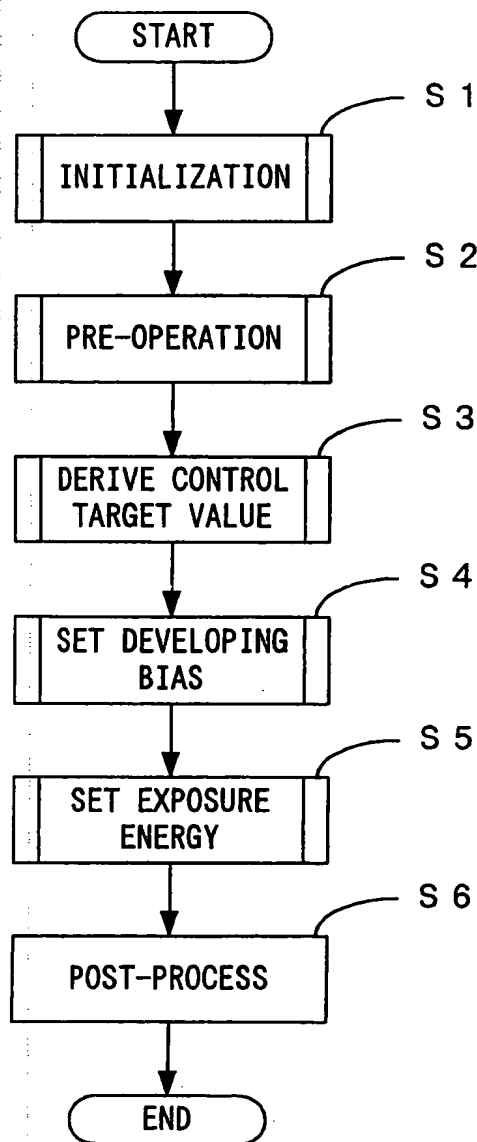 START
S 1
INITIALIZATION
S 2
PRE-OPERATION
S 3
DERIVE CONTROL
TARGET VALUE
S 4
SET DEVELOPING
BIAS
S 5
SET EXPOSURE
ENERGY
S 6
POST-PROCESS
END